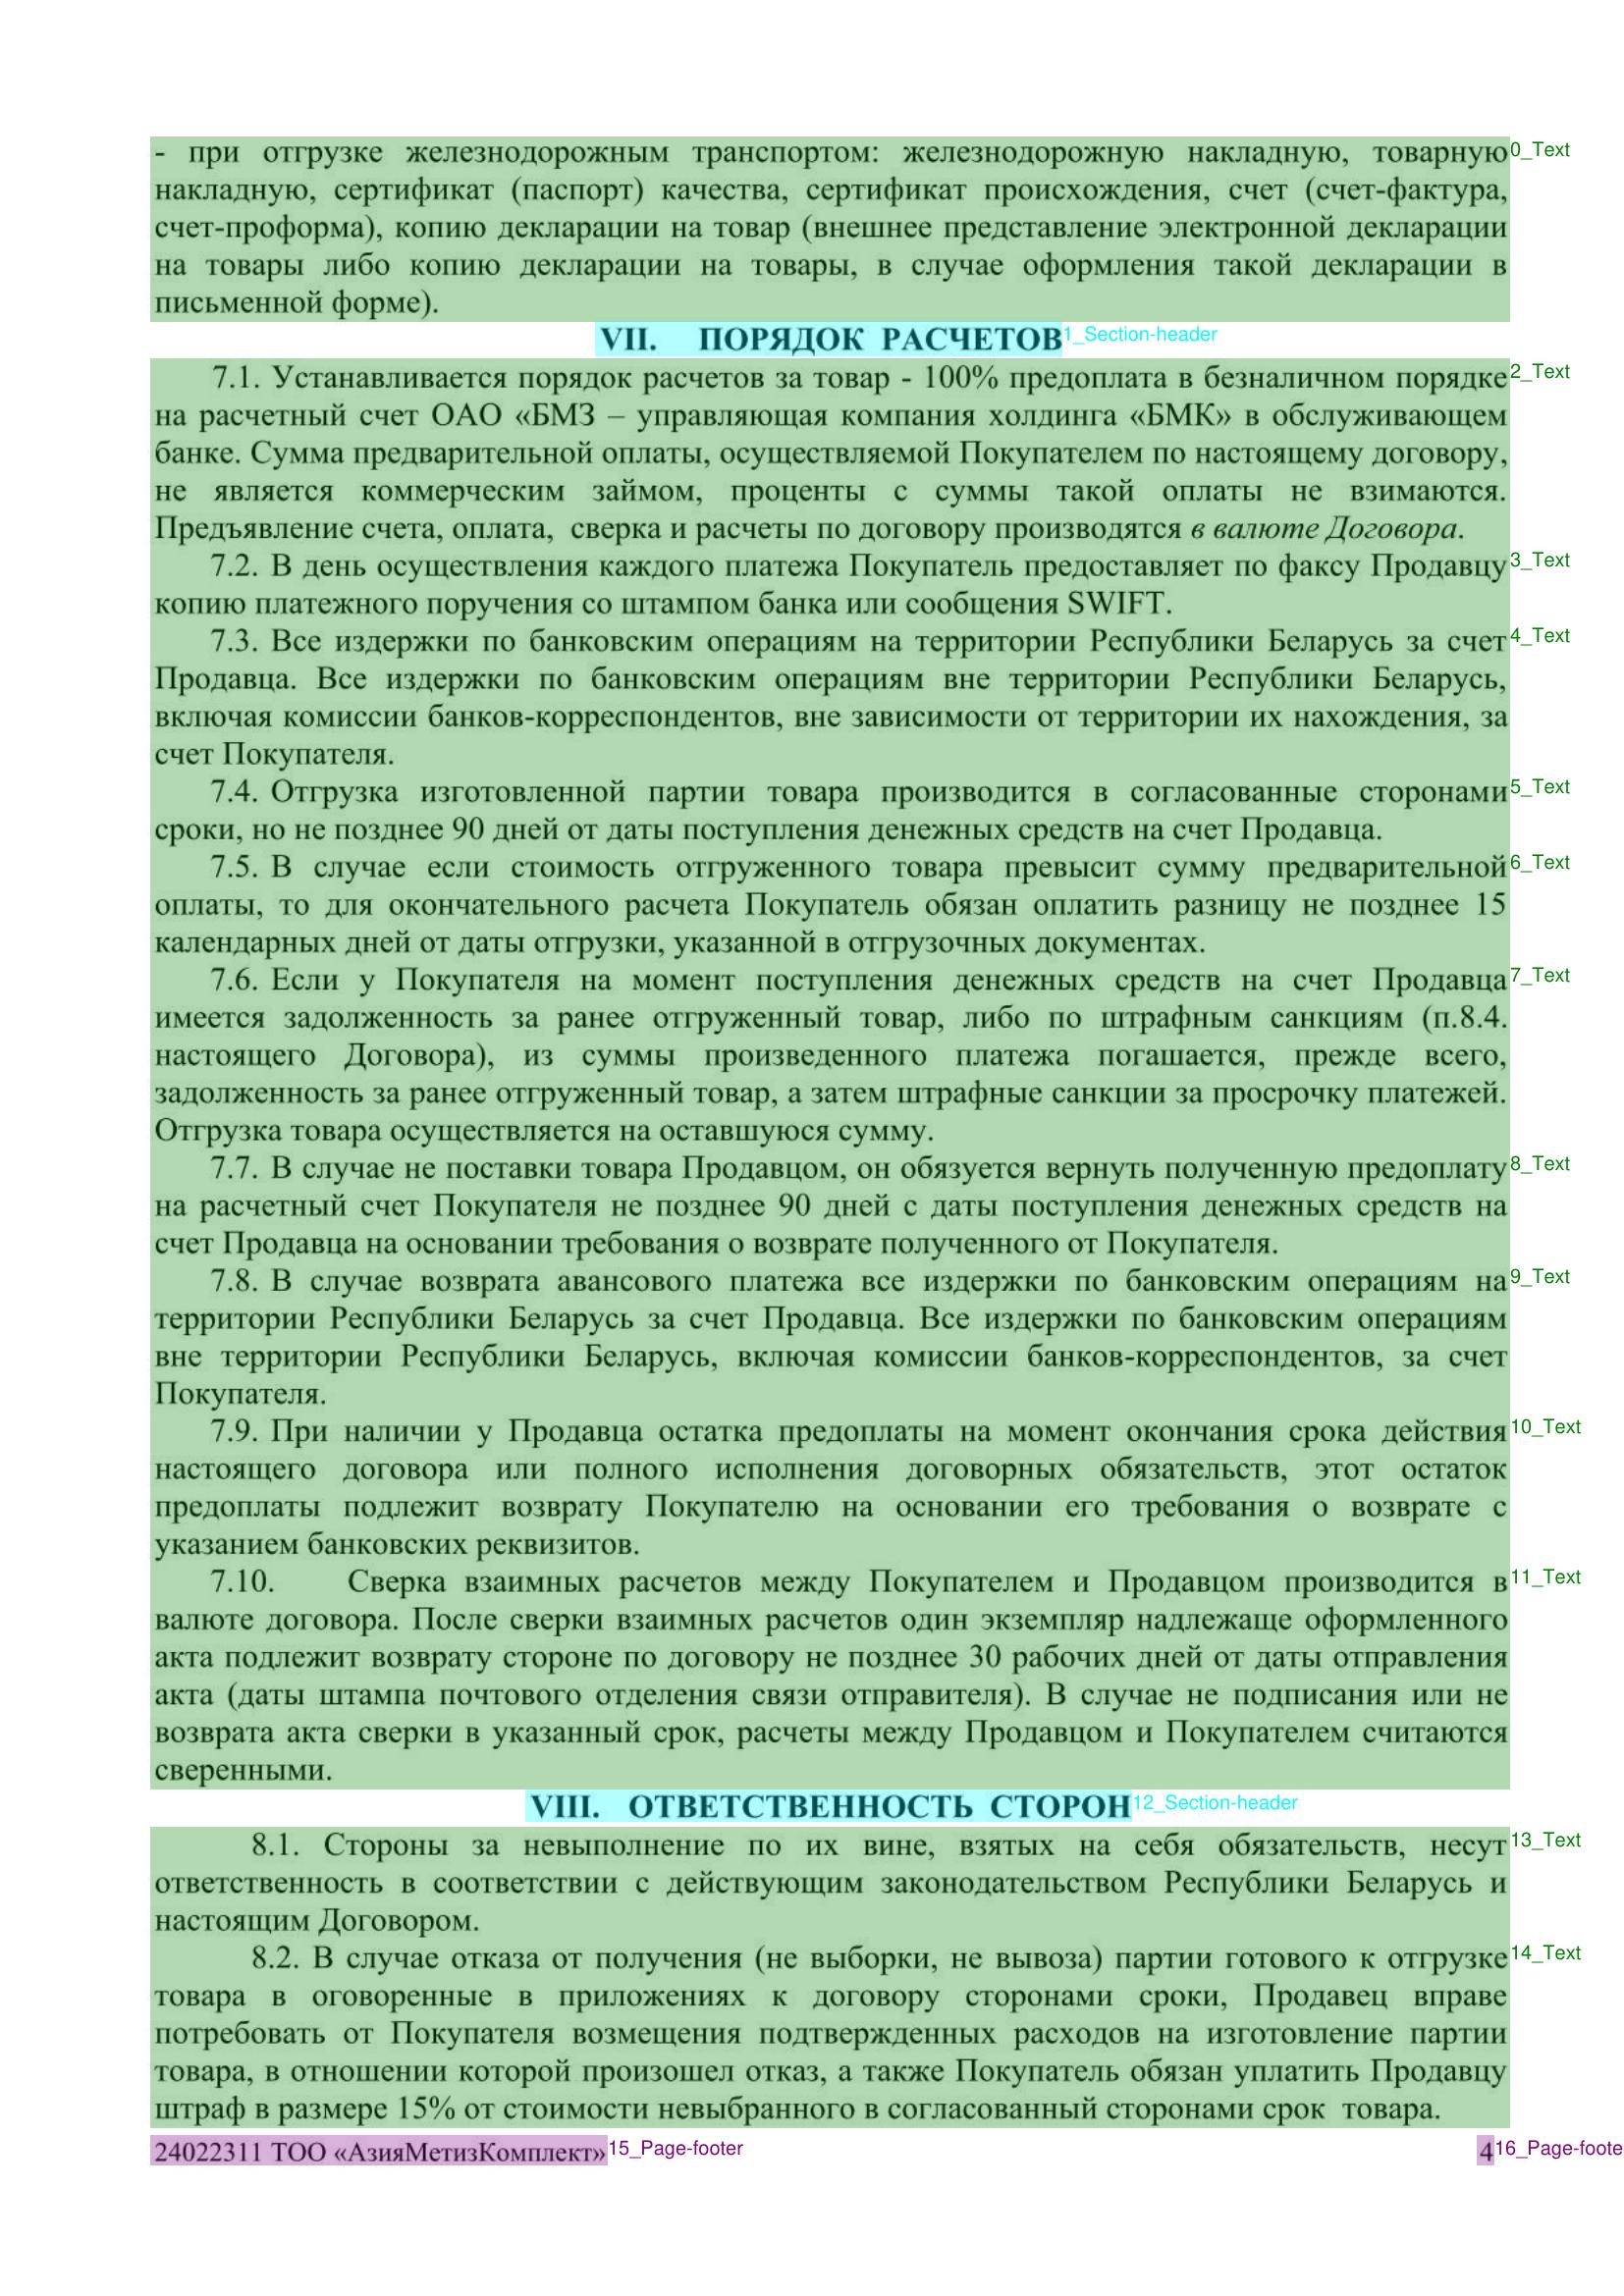 - при отгрузке железнодорожным транспортом: железнодорожную накладную, товарную
накладную, сертификат (паспорт) качества, сертификат происхождения, счет (счет-фактура,
счет-проформа), копию декларации на товар (внешнее представление электронной декларации
на товары либо копию декларации на товары, в случае оформления такой декларации в
письменной форме).
0_Text
VII. ПОРЯДОК РАСЧЕТОВ
1_Section-header
7.1. Устанавливается порядок расчетов за товар - 100% предоплата в безналичном порядке
на расчетный счет ОАО «БМЗ – управляющая компания холдинга «БМК» в обслуживающем
банке. Сумма предварительной оплаты, осуществляемой Покупателем по настоящему договору,
не является коммерческим займом, проценты с суммы такой оплаты не взимаются.
Предъявление счета, оплата, сверка и расчеты по договору производятся в валюте Договора.
2_Text
7.2. В день осуществления каждого платежа Покупатель предоставляет по факсу Продавцу
копию платежного поручения со штампом банка или сообщения SWIFT.
3_Text
7.3. Все издержки по банковским операциям на территории Республики Беларусь за счет
Продавца. Все издержки по банковским операциям вне территории Республики Беларусь,
включая комиссии банков-корреспондентов, вне зависимости от территории их нахождения, за
счет Покупателя.
4_Text
7.4. Отгрузка изготовленной партии товара производится в согласованные сторонами
сроки, но не позднее 90 дней от даты поступления денежных средств на счет Продавца.
5_Text
7.5. В случае если стоимость отгруженного товара превысит сумму предварительной
оплаты, то для окончательного расчета Покупатель обязан оплатить разницу не позднее 15
календарных дней от даты отгрузки, указанной в отгрузочных документах.
6_Text
7.6. Если у Покупателя на момент поступления денежных средств на счет Продавца
имеется задолженность за ранее отгруженный товар, либо по штрафным санкциям (п.8.4.
настоящего Договора), из суммы произведенного платежа погашается, прежде всего,
задолженность за ранее отгруженный товар, а затем штрафные санкции за просрочку платежей.
Отгрузка товара осуществляется на оставшуюся сумму.
7_Text
7.7. В случае не поставки товара Продавцом, он обязуется вернуть полученную предоплату
на расчетный счет Покупателя не позднее 90 дней с даты поступления денежных средств на
счет Продавца на основании требования о возврате полученного от Покупателя.
8_Text
7.8. В случае возврата авансового платежа все издержки по банковским операциям на
территории Республики Беларусь за счет Продавца. Все издержки по банковским операциям
вне территории Республики Беларусь, включая комиссии банков-корреспондентов, за счет
Покупателя.
9_Text
7.9. При наличии у Продавца остатка предоплаты на момент окончания срока действия
настоящего договора или полного исполнения договорных обязательств, этот остаток
предоплаты подлежит возврату Покупателю на основании его требования о возврате с
указанием банковских реквизитов.
10_Text
7.10. Сверка взаимных расчетов между Покупателем и Продавцом производится в
валюте договора. После сверки взаимных расчетов один экземпляр надлежаще оформленного
акта подлежит возврату стороне по договору не позднее 30 рабочих дней от даты отправления
акта (даты штампа почтового отделения связи отправителя). В случае не подписания или не
возврата акта сверки в указанный срок, расчеты между Продавцом и Покупателем считаются
сверенными.
11_Text
VIII. ОТВЕТСТВЕННОСТЬ СТОРОН
12_Section-header
8.1. Стороны за невыполнение по их вине, взятых на себя обязательств, несут
ответственность в соответствии с действующим законодательством Республики Беларусь и
настоящим Договором.
13_Text
8.2. В случае отказа от получения (не выборки, не вывоза) партии готового к отгрузке
товара в оговоренные в приложениях к договору сторонами сроки, Продавец вправе
потребовать от Покупателя возмещения подтвержденных расходов на изготовление партии
товара, в отношении которой произошел отказ, а также Покупатель обязан уплатить Продавцу
штраф в размере 15% от стоимости невыбранного в согласованный сторонами срок товара.
14_Text
24022311 ТОО «АзияМетизКомплект»
15_Page-footer
4
16_Page-foote